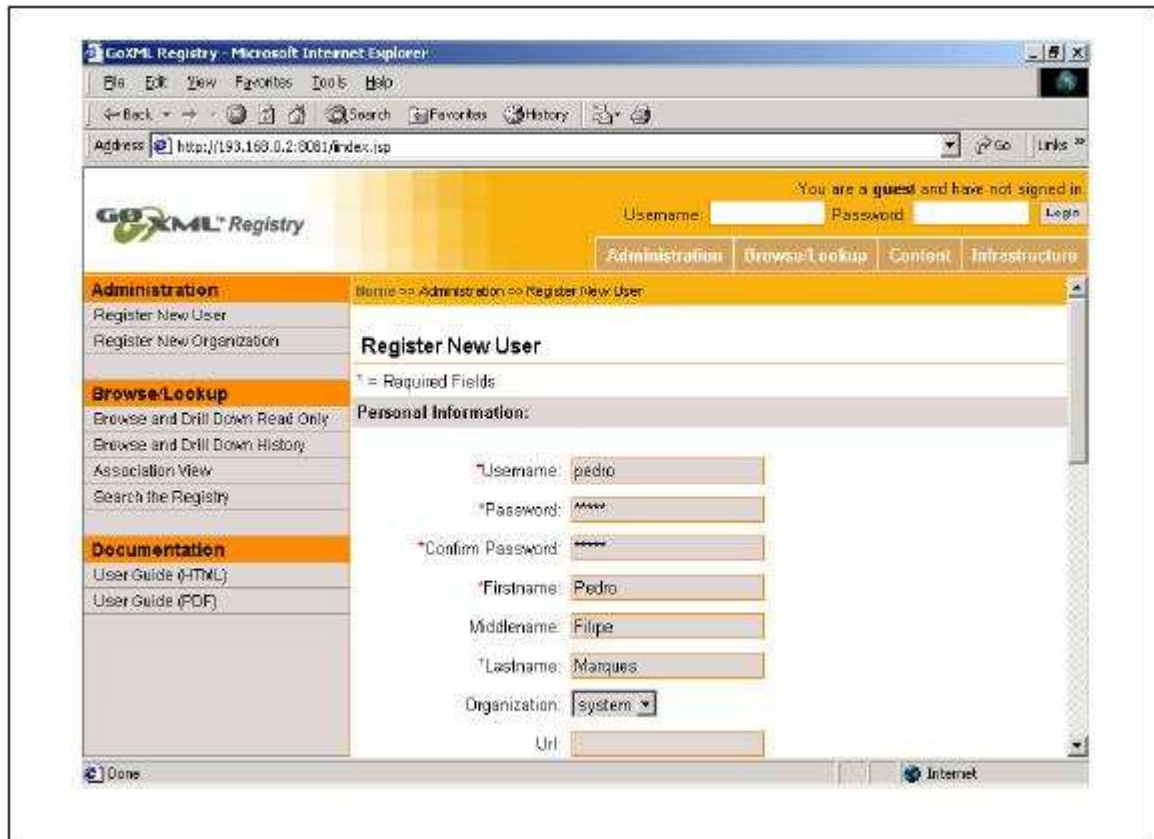 GoXML Registry - Microsoft Internet Explorer
File Edit View Favorites Tools Help
Back Search Favorites History
Address http://193.168.0.2:8081/index.jsp Go Links »
You are a guest and have not signed in.
GO XML™ Registry
Username: Password: Login
Administration Browse/Lookup Content Infrastructure
Administration
Register New User
Register New Organization
Browse/Lookup
Browse and Drill Down Read Only
Browse and Drill Down History
Association View
Search the Registry
Documentation
User Guide (HTML)
User Guide (PDF)
Home >> Administration >> Register New User
Register New User
* = Required Fields
Personal Information:
*Username: pedro
*Password: *****
*Confirm Password: *****
*Firstname: Pedro
Middlename: Filipe
*Lastname: Marques
Organization: system
Url:
Done Internet